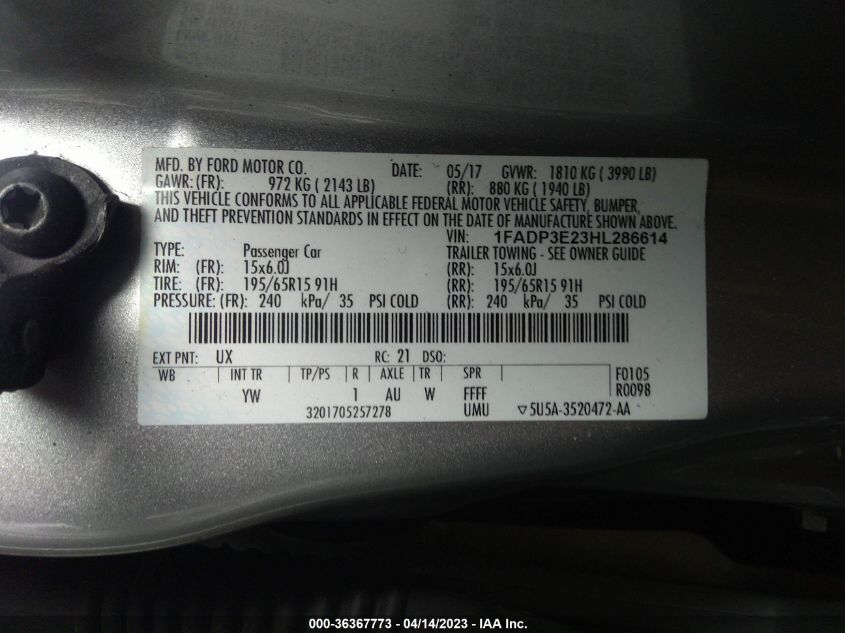 MFD. BY FORD MOTOR CO. DATE: 05/17 GVWR: 1810 KG ( 3990 LB)
GAWR: (FR): 972 KG ( 2143 LB) (RR): 880 KG ( 1940 LB)
THIS VEHICLE CONFORMS TO ALL APPLICABLE FEDERAL MOTOR VEHICLE SAFETY, BUMPER,
AND THEFT PREVENTION STANDARDS IN EFFECT ON THE DATE OF MANUFACTURE SHOWN ABOVE.
VIN: 1FADP3E23HL286614
TYPE: Passenger Car TRAILER TOWING - SEE OWNER GUIDE
RIM: (FR): 15x6.0J (RR): 15x6.0J
TIRE: (FR): 195/65R15 91H (RR): 195/65R15 91H
PRESSURE: (FR): 240 kPa/ 35 PSI COLD (RR): 240 kPa/ 35 PSI COLD
EXT PNT: UX RC: 21 DSO:
WB INT TR TP/PS R AXLE TR SPR F0105
YW 1 AU W FFFF R0098
3201705257278 UMU ▽5U5A-3520472-AA
000-36367773 - 04/14/2023 - IAA Inc.